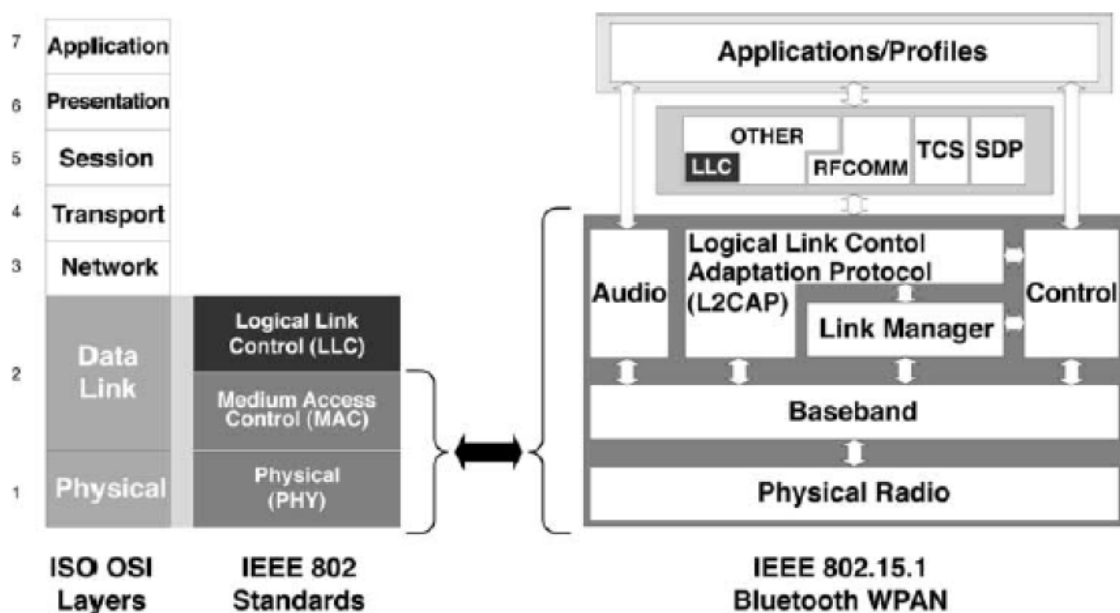 7
Application
6
Presentation
5
Session
4
Transport
3
Network
2
Data
Link
1
Physical
ISO OSI
Layers
Logical Link
Control (LLC)
Medium Access
Control (MAC)
Physical
(PHY)
IEEE 802
Standards
Applications/Profiles
OTHER
LLC
RFCOMM
TCS
SDP
Audio
Logical Link Contol
Adaptation Protocol
(L2CAP)
Link Manager
Control
Baseband
Physical Radio
IEEE 802.15.1
Bluetooth WPAN